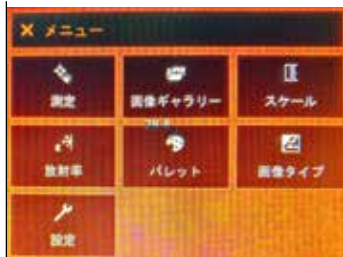 × メニュー
測定
画像ギャラリー
スケール
放射率
パレット
画像タイプ
設定